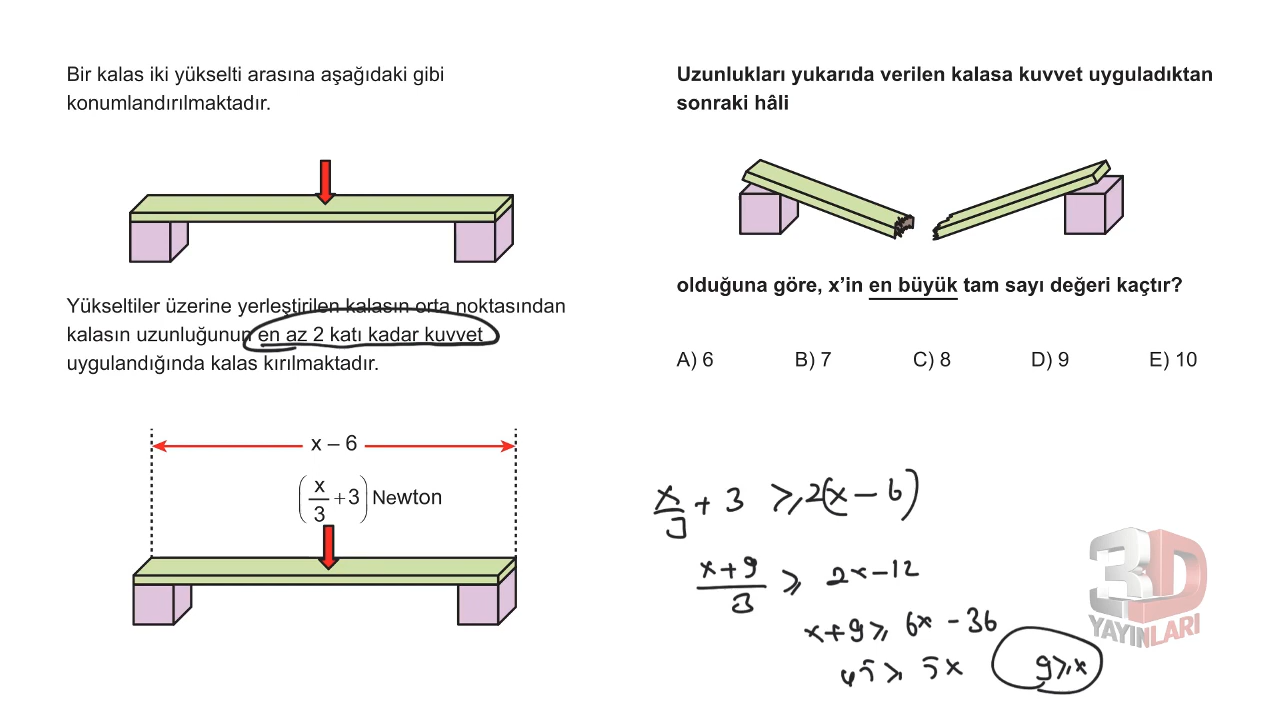 Bir kalas iki yükselti arasına aşağıdaki gibi
konumlandırılmaktadır.
Yükseltiler üzerine yerleştirilen kalasın orta noktasından
kalasın uzunluğunun en az 2 katı kadar kuvvet
uygulandığında kalas kırılmaktadır.
x – 6
(x/3 + 3) Newton
Uzunlukları yukarıda verilen kalasa kuvvet uyguladıktan
sonraki hâli
olduğuna göre, x’in en büyük tam sayı değeri kaçtır?
A) 6 B) 7 C) 8 D) 9 E) 10
x/3 + 3 ⩾ 2(x – 6)
(x+9)/3 ⩾ 2x – 12
x+9 ⩾ 6x – 36
45 ⩾ 5x
9 ⩾ x
3D
YAYINLARI